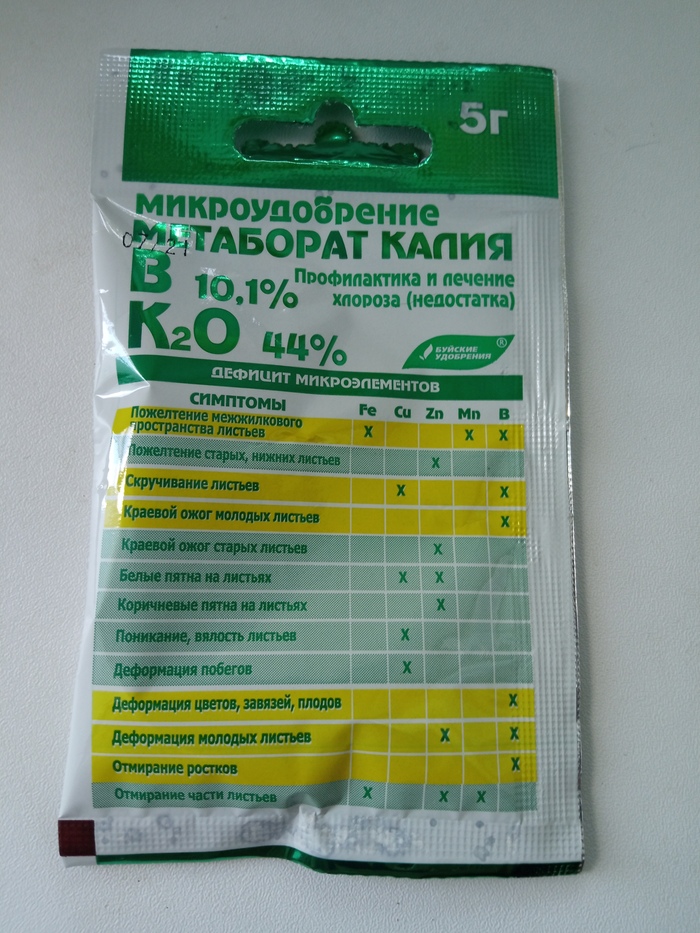 5г
МИКРОУДОБРЕНИЕ
МЕТАБОРАТ КАЛИЯ
07.21
В 10,1% Профилактика и лечение
хлороза (недостатка)
K₂O 44%
БУЙСКИЕ УДОБРЕНИЯ ®
ДЕФИЦИТ МИКРОЭЛЕМЕНТОВ
СИМПТОМЫ Fe Cu Zn Mn B
Пожелтение межжилкового
пространства листьев X X X
Пожелтение старых, нижних листьев X
Скручивание листьев X X
Краевой ожог молодых листьев X
Краевой ожог старых листьев X
Белые пятна на листьях X X
Коричневые пятна на листьях X
Поникание, вялость листьев X
Деформация побегов X
Деформация цветов, завязей, плодов X
Деформация молодых листьев X X
Отмирание ростков X
Отмирание части листьев X X X